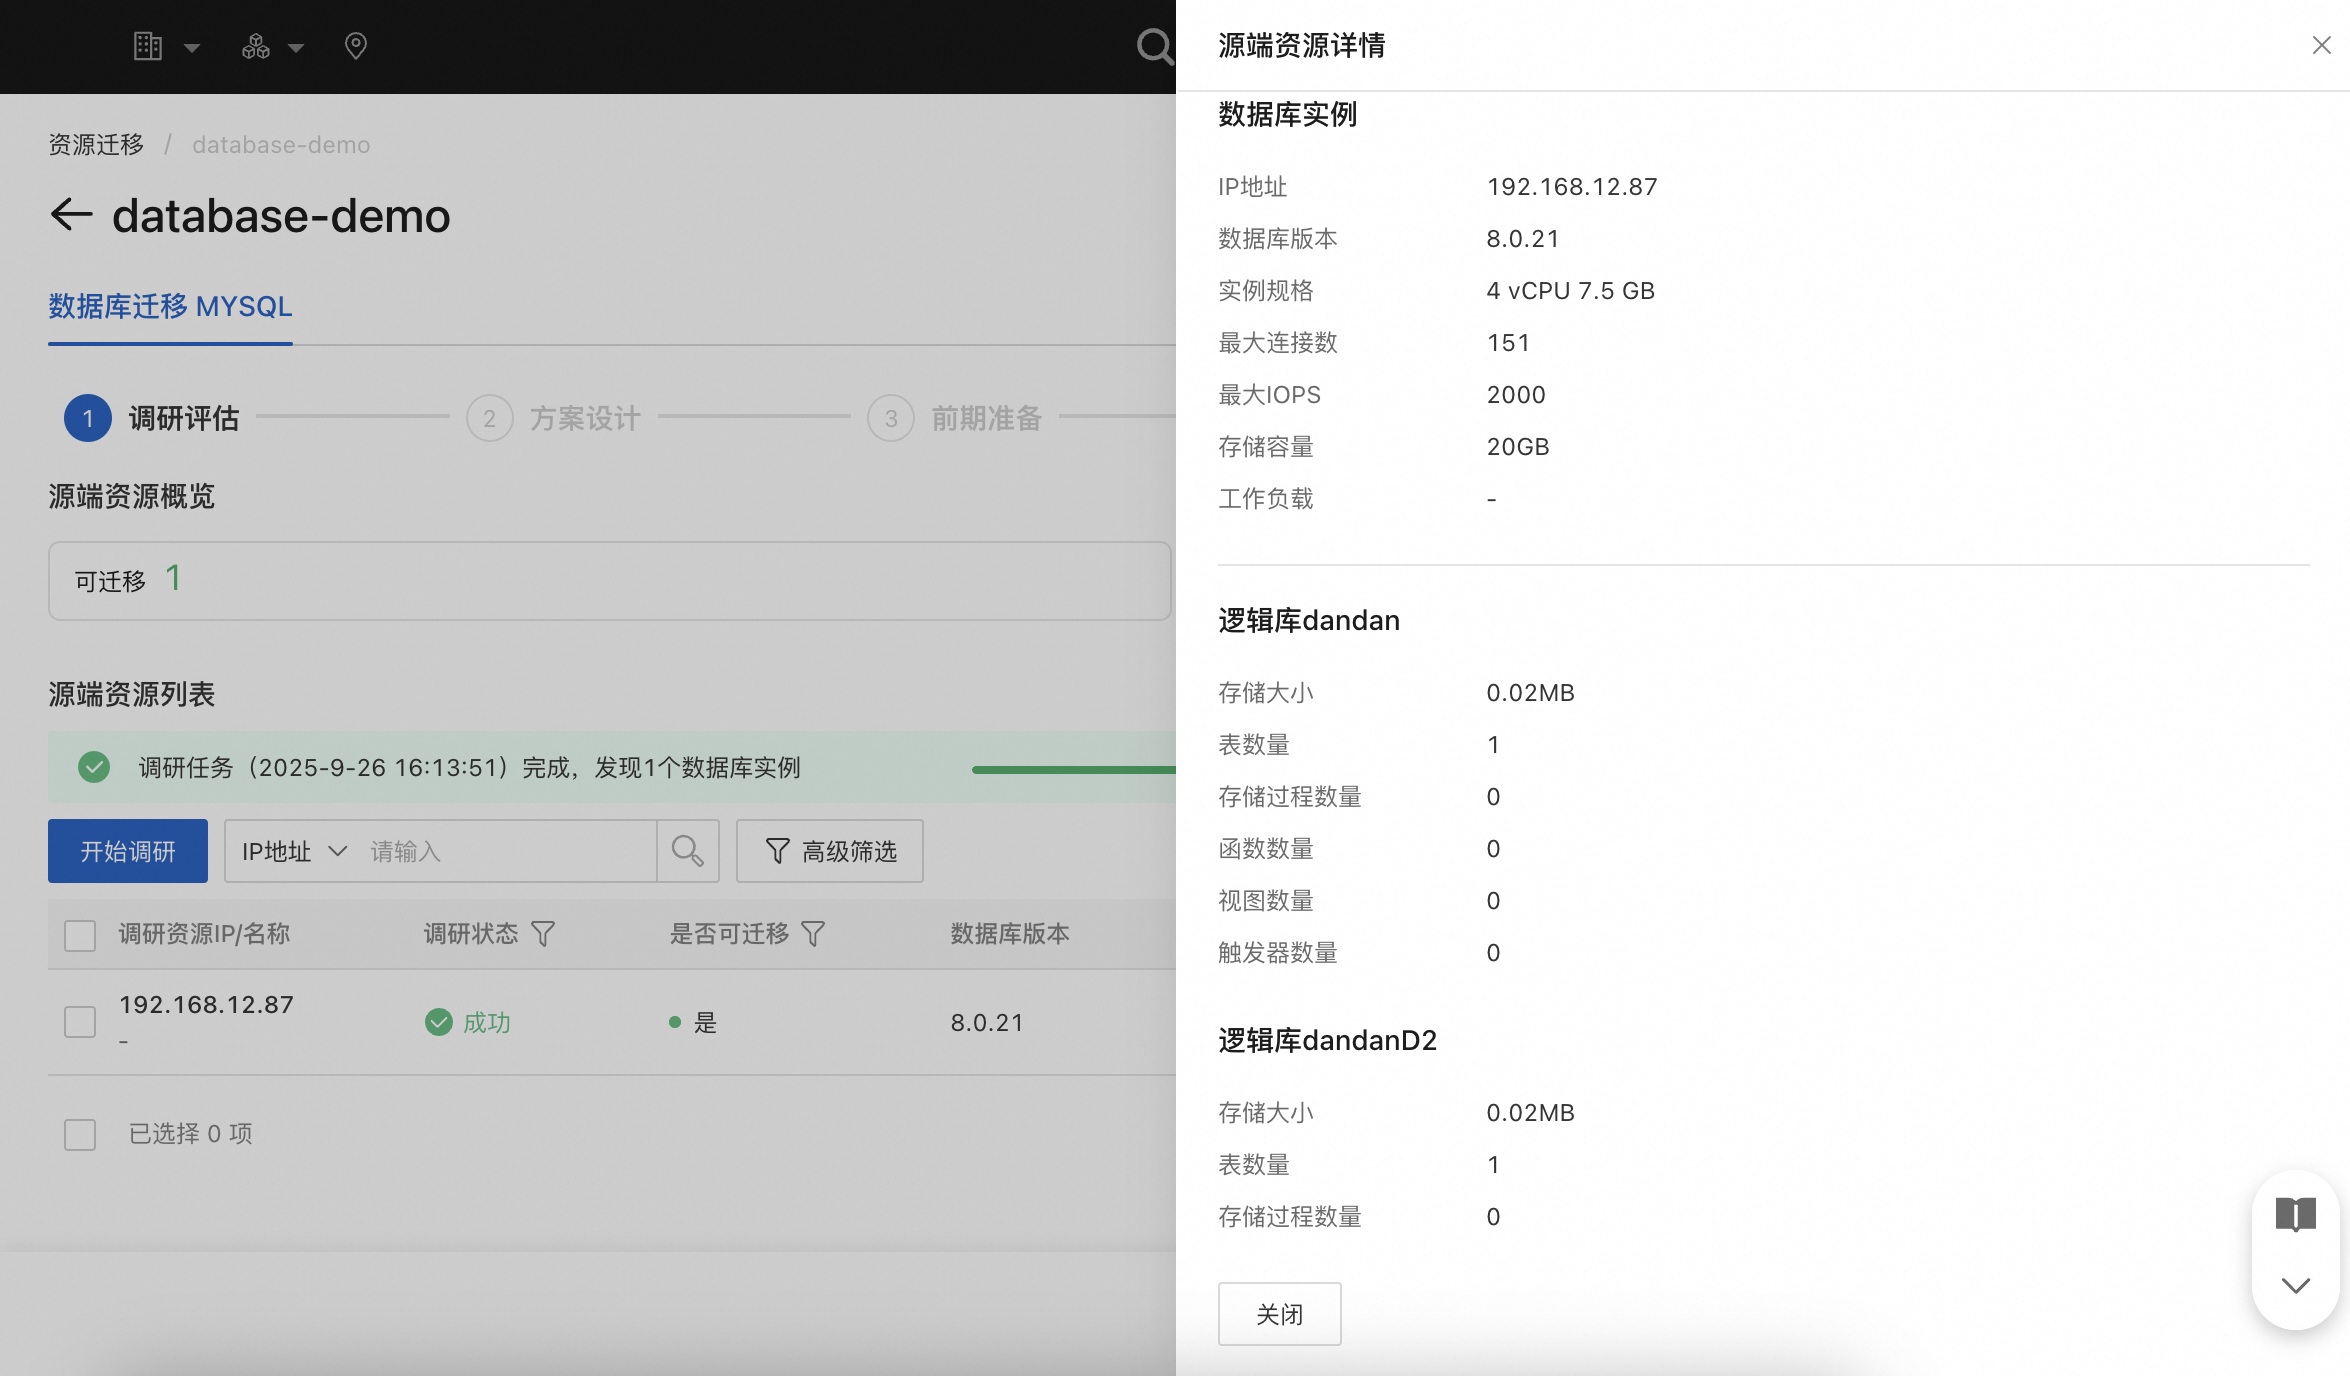 资源迁移 / database-demo
database-demo
数据库迁移 MYSQL
1 调研评估
2 方案设计
3 前期准备
源端资源概览
可迁移 1
源端资源列表
调研任务（2025-9-26 16:13:51）完成，发现1个数据库实例
开始调研 IP地址 请输入 高级筛选
调研资源IP/名称 调研状态 是否可迁移 数据库版本
192.168.12.87 成功 是 8.0.21
-
已选择 0 项
源端资源详情
数据库实例
IP地址 192.168.12.87
数据库版本 8.0.21
实例规格 4 vCPU 7.5 GB
最大连接数 151
最大IOPS 2000
存储容量 20GB
工作负载 -
逻辑库dandan
存储大小 0.02MB
表数量 1
存储过程数量 0
函数数量 0
视图数量 0
触发器数量 0
逻辑库dandanD2
存储大小 0.02MB
表数量 1
存储过程数量 0
关闭